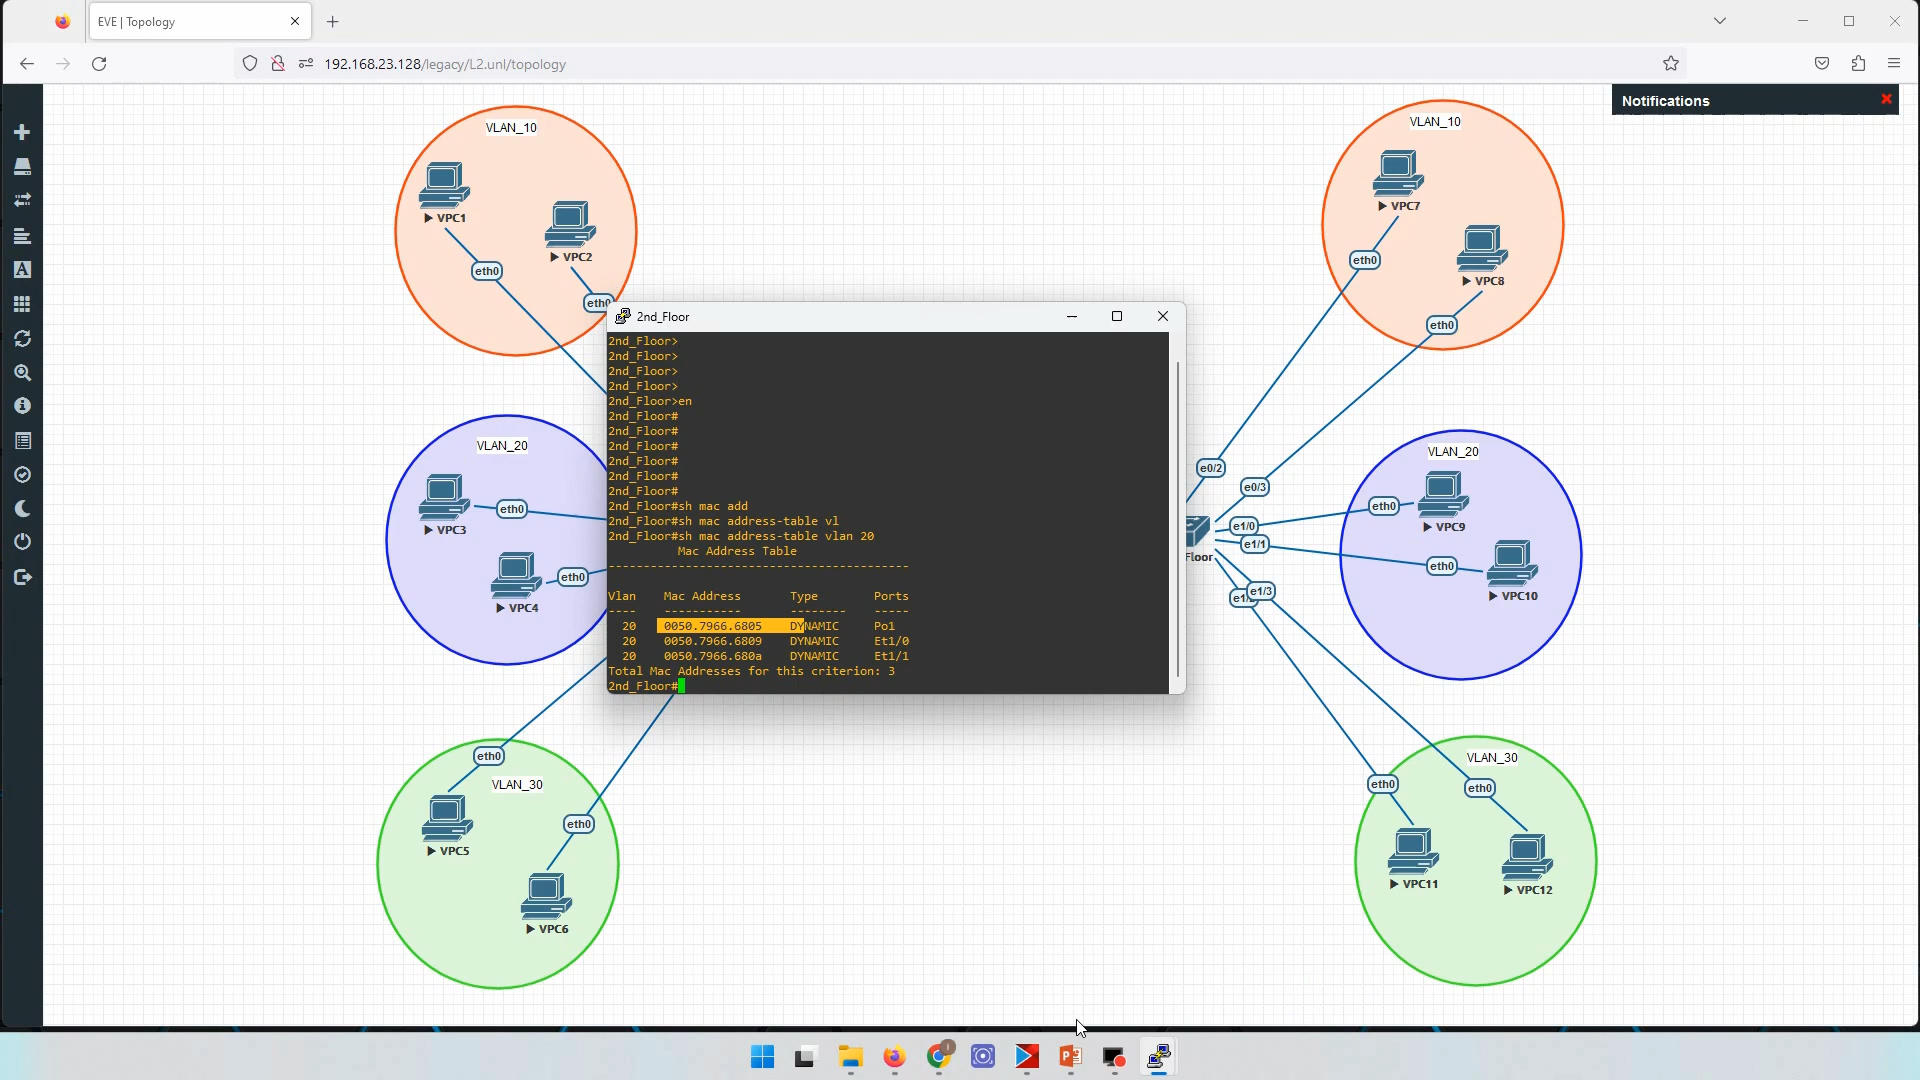 EVE | Topology
192.168.23.128/legacy/L2.unl/topology
Notifications
VLAN_10
VPC1
VPC2
eth0
eth0
VLAN_10
VPC7
VPC8
eth0
eth0
2nd_Floor
2nd_Floor>
2nd_Floor>
2nd_Floor>
2nd_Floor>
2nd_Floor>en
2nd_Floor#
2nd_Floor#
2nd_Floor#
2nd_Floor#
2nd_Floor#
2nd_Floor#
2nd_Floor#sh mac add
2nd_Floor#sh mac address-table vl
2nd_Floor#sh mac address-table vlan 20
Mac Address Table
-------------------------------------------
Vlan    Mac Address       Type        Ports
----    -----------       --------    -----
20    0050.7966.6805    DYNAMIC     Po1
20    0050.7966.6809    DYNAMIC     Et1/0
20    0050.7966.680a    DYNAMIC     Et1/1
Total Mac Addresses for this criterion: 3
2nd_Floor#
VLAN_20
VPC3
eth0
VPC4
eth0
e0/2
e0/3
e1/0
e1/1
e1/3
Floor
VLAN_20
eth0
VPC9
eth0
VPC10
eth0
VLAN_30
VPC5
eth0
VPC6
VLAN_30
eth0
eth0
VPC11
VPC12